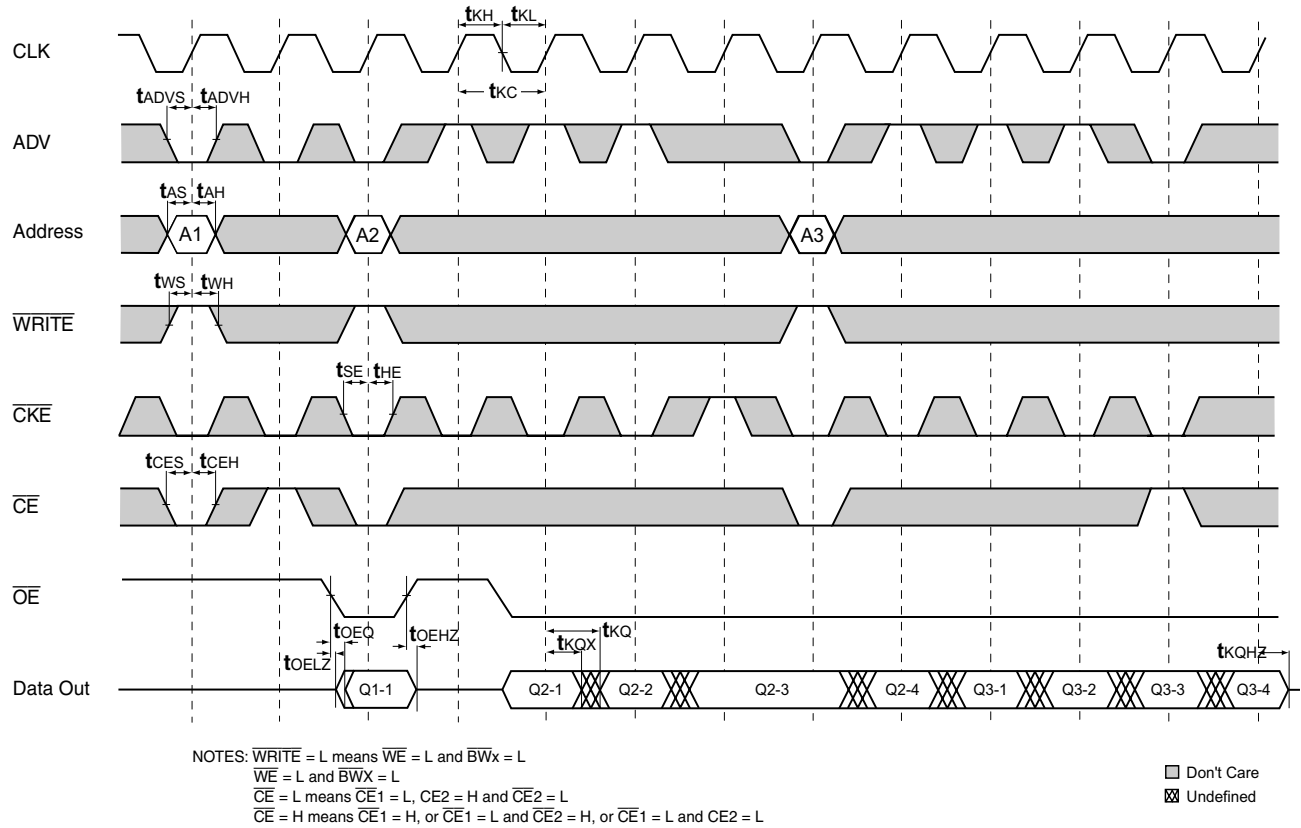 tKH tKL
CLK
tKC
tADVS tADVH
ADV
tAS tAH
Address A1 A2 A3
tWS tWH
WRITE
tSE tHE
CKE
tCES tCEH
CE
OE
tOEQ tOEHZ tKQ
tKQX
tOELZ tKQHZ
Data Out Q1-1 Q2-1 Q2-2 Q2-3 Q2-4 Q3-1 Q3-2 Q3-3 Q3-4
NOTES: WRITE = L means WE = L and BWx = L
WE = L and BWX = L
CE = L means CE1 = L, CE2 = H and CE2 = L
CE = H means CE1 = H, or CE1 = L and CE2 = H, or CE1 = L and CE2 = L
Don't Care
Undefined